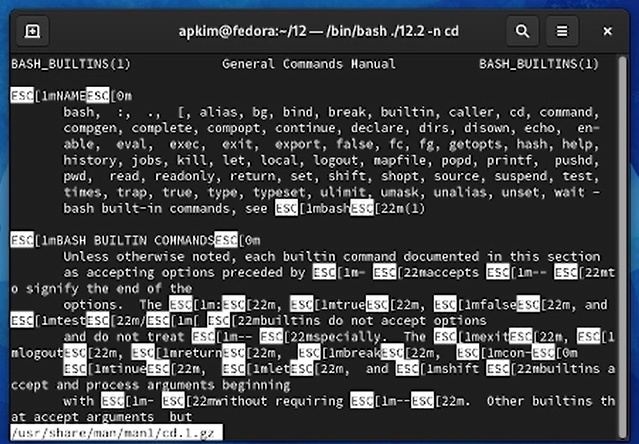 apkim@fedora:~/12 — /bin/bash ./12.2 -n cd
BASH_BUILTINS(1) General Commands Manual BASH_BUILTINS(1)
ESC[1mNAMEESC[0m
bash, :, ., [, alias, bg, bind, break, builtin, caller, cd, command,
compgen, complete, compopt, continue, declare, dirs, disown, echo, en-
able, eval, exec, exit, export, false, fc, fg, getopts, hash, help,
history, jobs, kill, let, local, logout, mapfile, popd, printf, pushd,
pwd, read, readonly, return, set, shift, shopt, source, suspend, test,
times, trap, true, type, typeset, ulimit, umask, unalias, unset, wait -
bash built-in commands, see ESC[1mbashESC[22m(1)
ESC[1mBASH BUILTIN COMMANDSESC[0m
Unless otherwise noted, each builtin command documented in this section
as accepting options preceded by ESC[1m- ESC[22maccepts ESC[1m-- ESC[22mt
o signify the end of the
options. The ESC[1m:ESC[22m, ESC[1mtrueESC[22m, ESC[1mfalseESC[22m, and
ESC[1mtestESC[22m/ESC[1m[ ESC[22mbuiltins do not accept options
and do not treat ESC[1m-- ESC[22mspecially. The ESC[1mexitESC[22m, ESC[1
mlogoutESC[22m, ESC[1mreturnESC[22m, ESC[1mbreakESC[22m, ESC[1mcon-ESC[0m
ESC[1mtinueESC[22m, ESC[1mletESC[22m, and ESC[1mshift ESC[22mbuiltins a
ccept and process arguments beginning
with ESC[1m- ESC[22mwithout requiring ESC[1m--ESC[22m. Other builtins th
at accept arguments but
/usr/share/man/man1/cd.1.gz